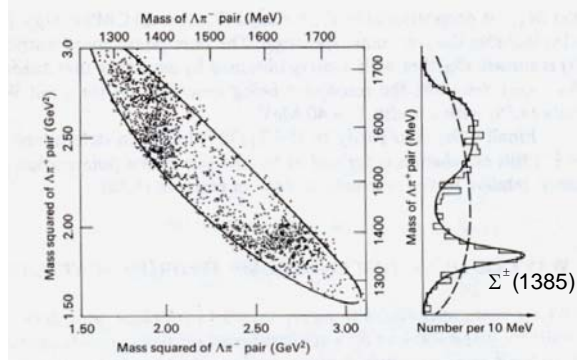 Mass of Λπ⁻ pair (MeV)
1300 1400 1500 1600 1700
Mass squared of Λπ⁺ pair (GeV²)
3.0
2.50
2.00
1.50
1700
1600
1500
1400
1300
Mass of Λπ⁺ pair (MeV)
Σ±(1385)
1.50 2.00 2.50 3.00
Number per 10 MeV
Mass squared of Λπ⁻ pair (GeV²)